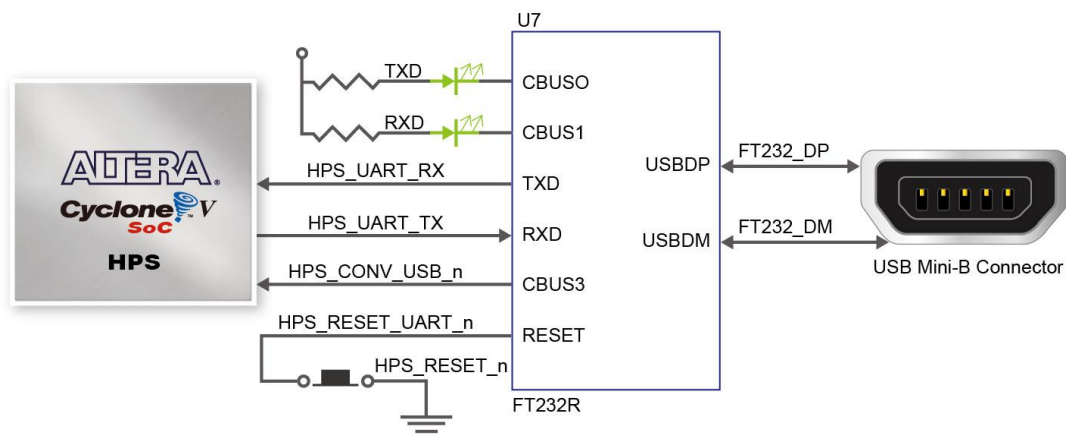 U7
TXD
CBUSO
RXD
CBUS1
ALTERA®
HPS_UART_RX
TXD
USBDP
FT232_DP
Cyclone™ V
SoC
HPS_UART_TX
RXD
USBDM
FT232_DM
HPS
HPS_CONV_USB_n
CBUS3
USB Mini-B Connector
HPS_RESET_UART_n
RESET
HPS_RESET_n
FT232R